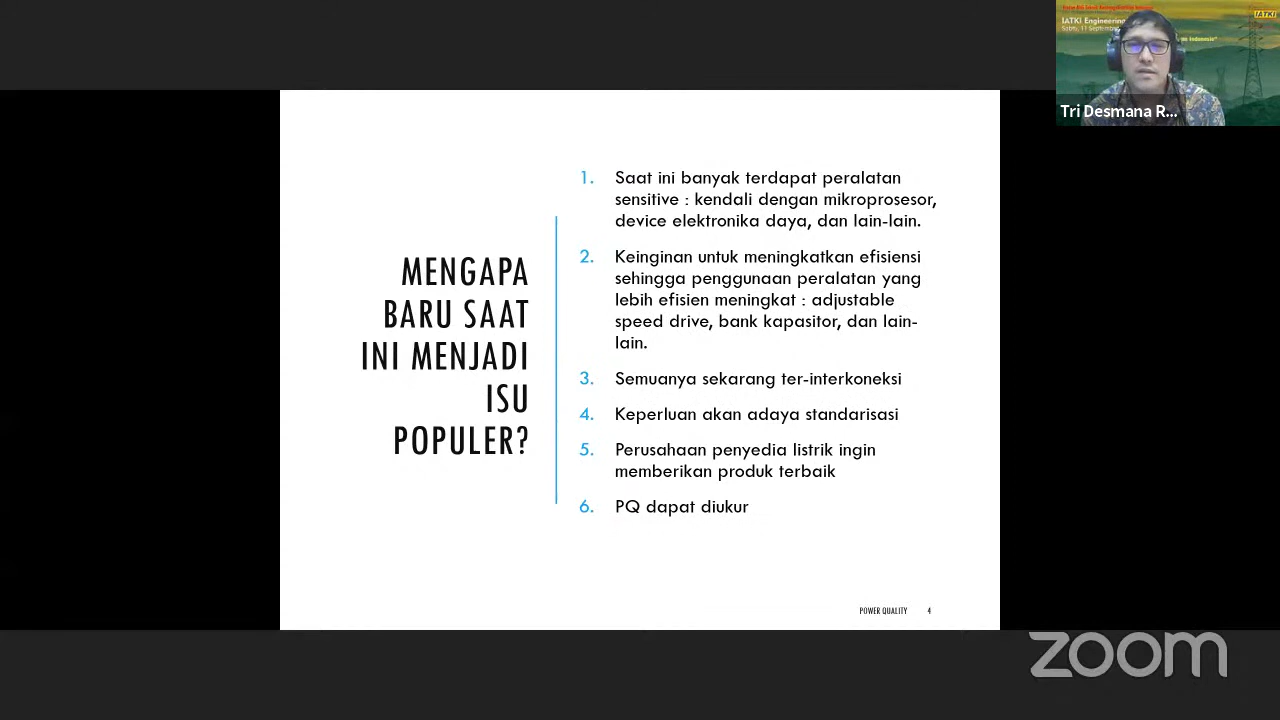 IATKI Engineering
IATKI
Tri Desmana R...
MENGAPA
BARU SAAT
INI MENJADI
ISU
POPULER?
1. Saat ini banyak terdapat peralatan
sensitive : kendali dengan mikroprosesor,
device elektronika daya, dan lain-lain.
2. Keinginan untuk meningkatkan efisiensi
sehingga penggunaan peralatan yang
lebih efisien meningkat : adjustable
speed drive, bank kapasitor, dan lain-
lain.
3. Semuanya sekarang ter-interkoneksi
4. Keperluan akan adaya standarisasi
5. Perusahaan penyedia listrik ingin
memberikan produk terbaik
6. PQ dapat diukur
POWER QUALITY 4
zoom